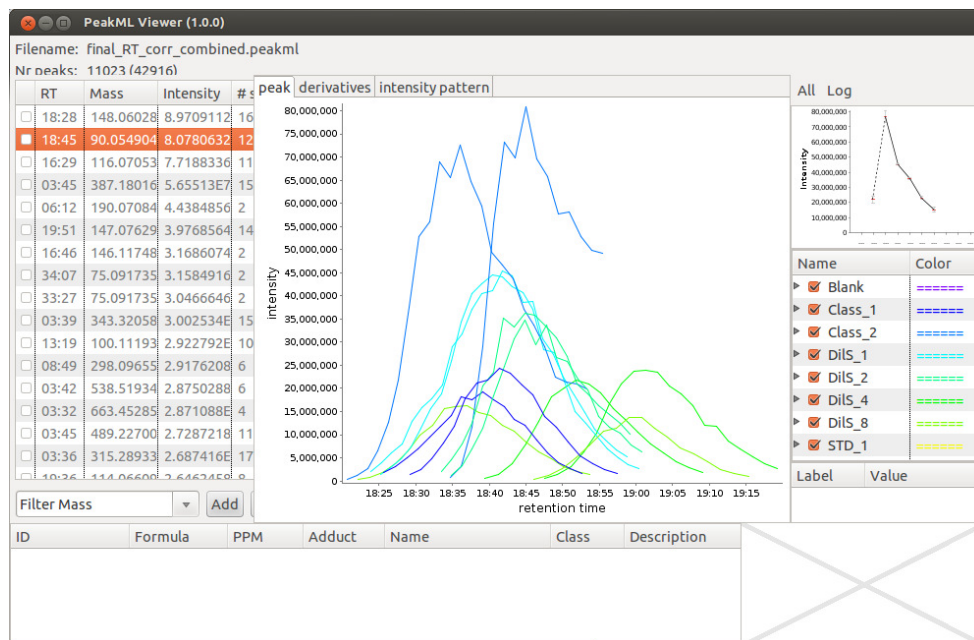 PeakML Viewer (1.0.0)
Filename: final_RT_corr_combined.peakml
Nr peaks: 11023 (42916)
RT Mass Intensity # s
18:28 148.06028 8.9709112 16
18:45 90.054904 8.0780632 12
16:29 116.07053 7.7188336 11
03:45 387.18016 5.65513E7 15
06:12 190.07084 4.4384856 2
19:51 147.07629 3.9768564 14
16:46 146.11748 3.1686074 2
34:07 75.091735 3.1584916 2
33:27 75.091735 3.0466646 2
03:39 343.32058 3.002534E 15
13:19 100.11193 2.922792E 10
08:49 298.09655 2.9176208 6
03:42 538.51934 2.8750288 6
03:32 663.45285 2.871088E 4
03:45 489.22700 2.7287218 11
03:36 315.28933 2.687416E 17
19:36 114.06609 2.6462459 8
Filter Mass Add
peak derivatives intensity pattern
80,000,000
75,000,000
70,000,000
65,000,000
60,000,000
55,000,000
50,000,000
45,000,000
40,000,000
35,000,000
30,000,000
25,000,000
20,000,000
15,000,000
10,000,000
5,000,000
0
intensity
18:25 18:30 18:35 18:40 18:45 18:50 18:55 19:00 19:05 19:10 19:15
retention time
All Log
80,000,000
70,000,000
60,000,000
50,000,000
40,000,000
30,000,000
20,000,000
10,000,000
0
Intensity
Name Color
Blank ======
Class_1 ======
Class_2 ======
DilS_1 ======
DilS_2 ======
DilS_4 ======
DilS_8 ======
STD_1 ======
Label Value
ID Formula PPM Adduct Name Class Description